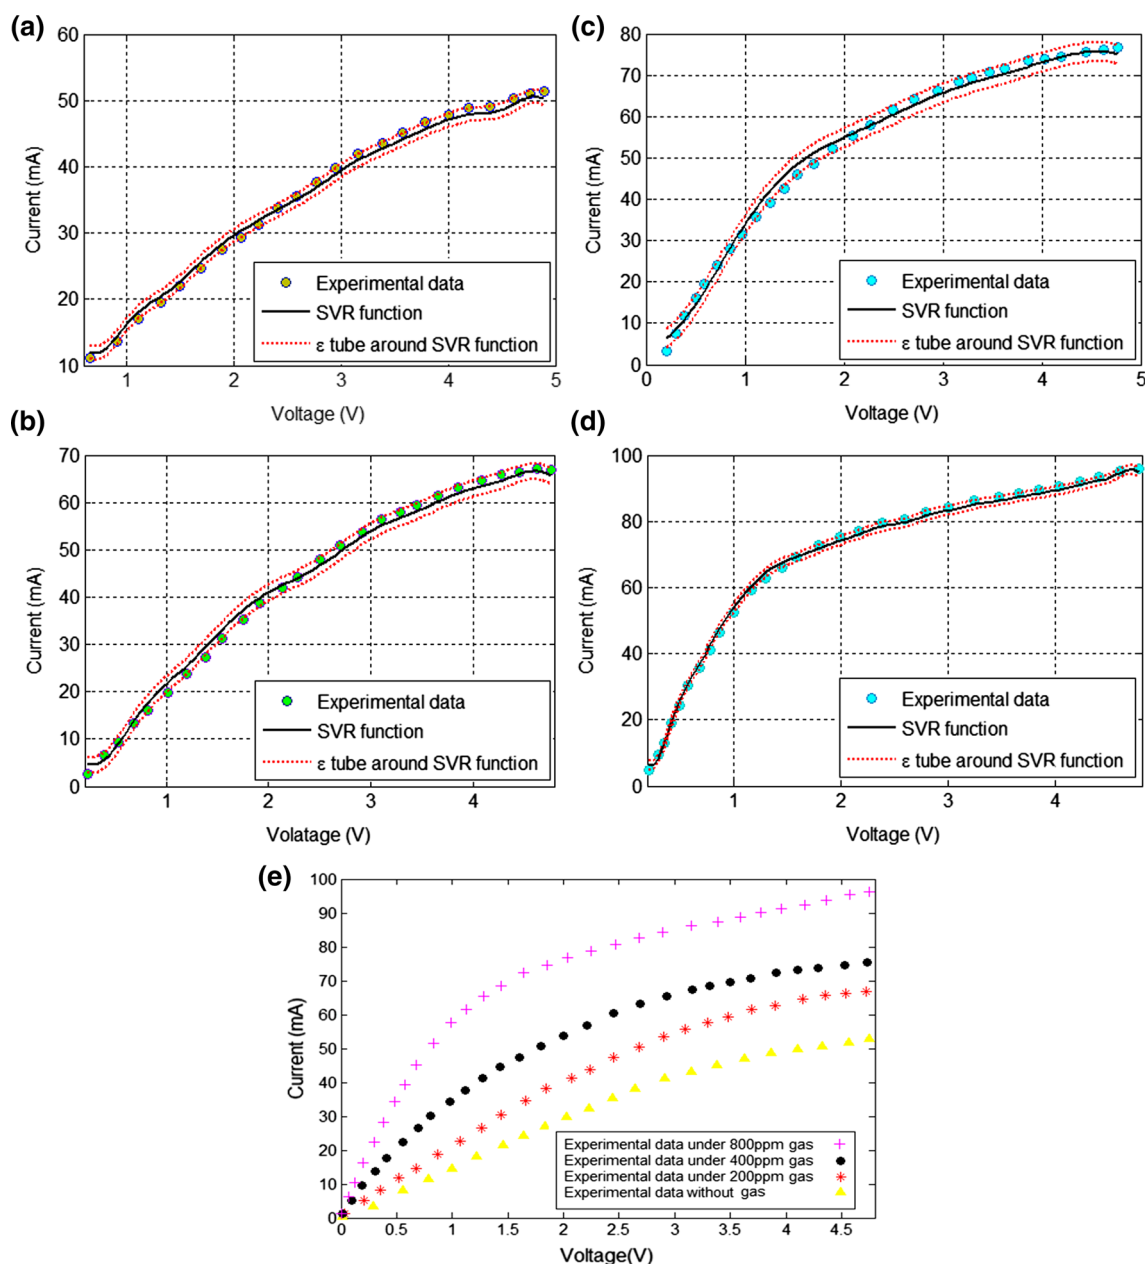 (a)
60
50
40
30
20
10
Current (mA)
1
2
3
4
5
Voltage (V)
Experimental data
SVR function
ε tube around SVR function
(c)
80
70
60
50
40
30
20
10
0
Current (mA)
0
1
2
3
4
5
Voltage (V)
Experimental data
SVR function
ε tube around SVR function
(b)
70
60
50
40
30
20
10
0
Current (mA)
1
2
3
4
Volatage (V)
Experimental data
SVR function
ε tube around SVR function
(d)
100
80
60
40
20
0
Current (mA)
1
2
3
4
Voltage (V)
Experimental data
SVR function
ε tube around SVR function
(e)
100
90
80
70
60
50
40
30
20
10
0
Current (mA)
0
0.5
1
1.5
2
2.5
3
3.5
4
4.5
Voltage(V)
Experimental data under 800ppm gas
Experimental data under 400ppm gas
Experimental data under 200ppm gas
Experimental data without gas